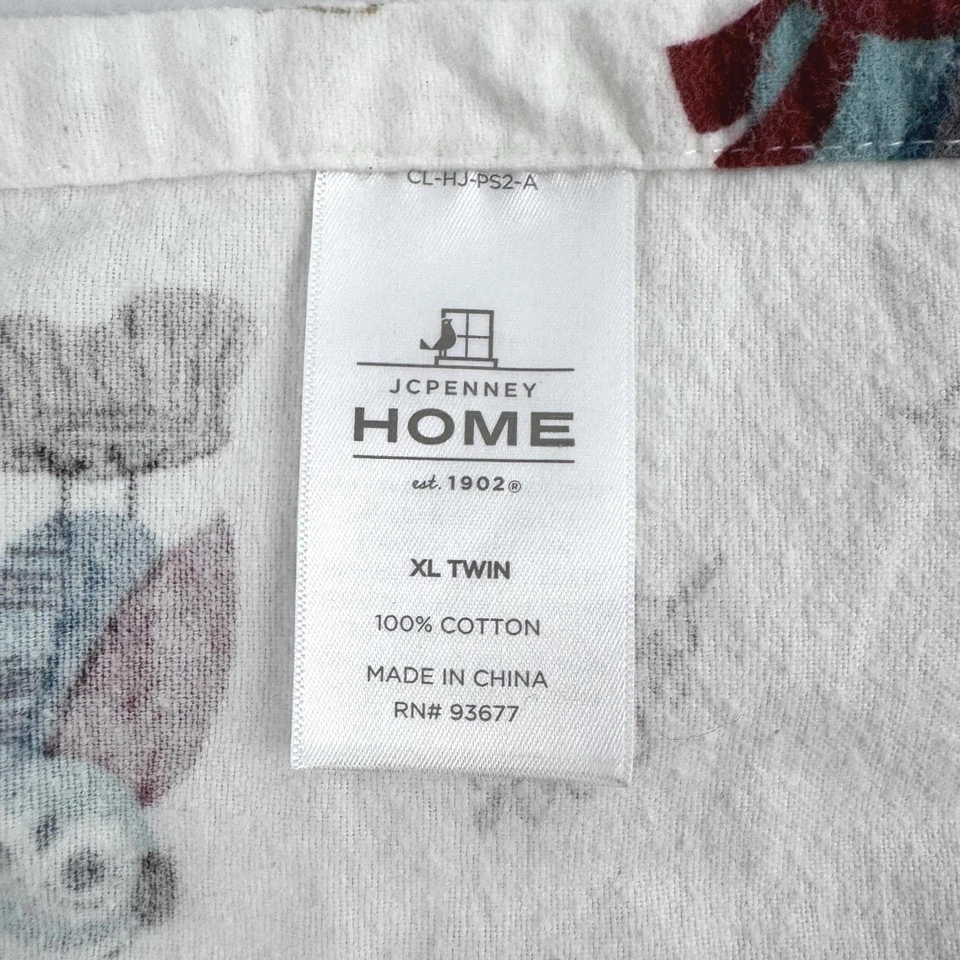 CL-HJ-PS2-A
JCPENNEY
HOME
est. 1902®
XL TWIN
100% COTTON
MADE IN CHINA
RN# 93677